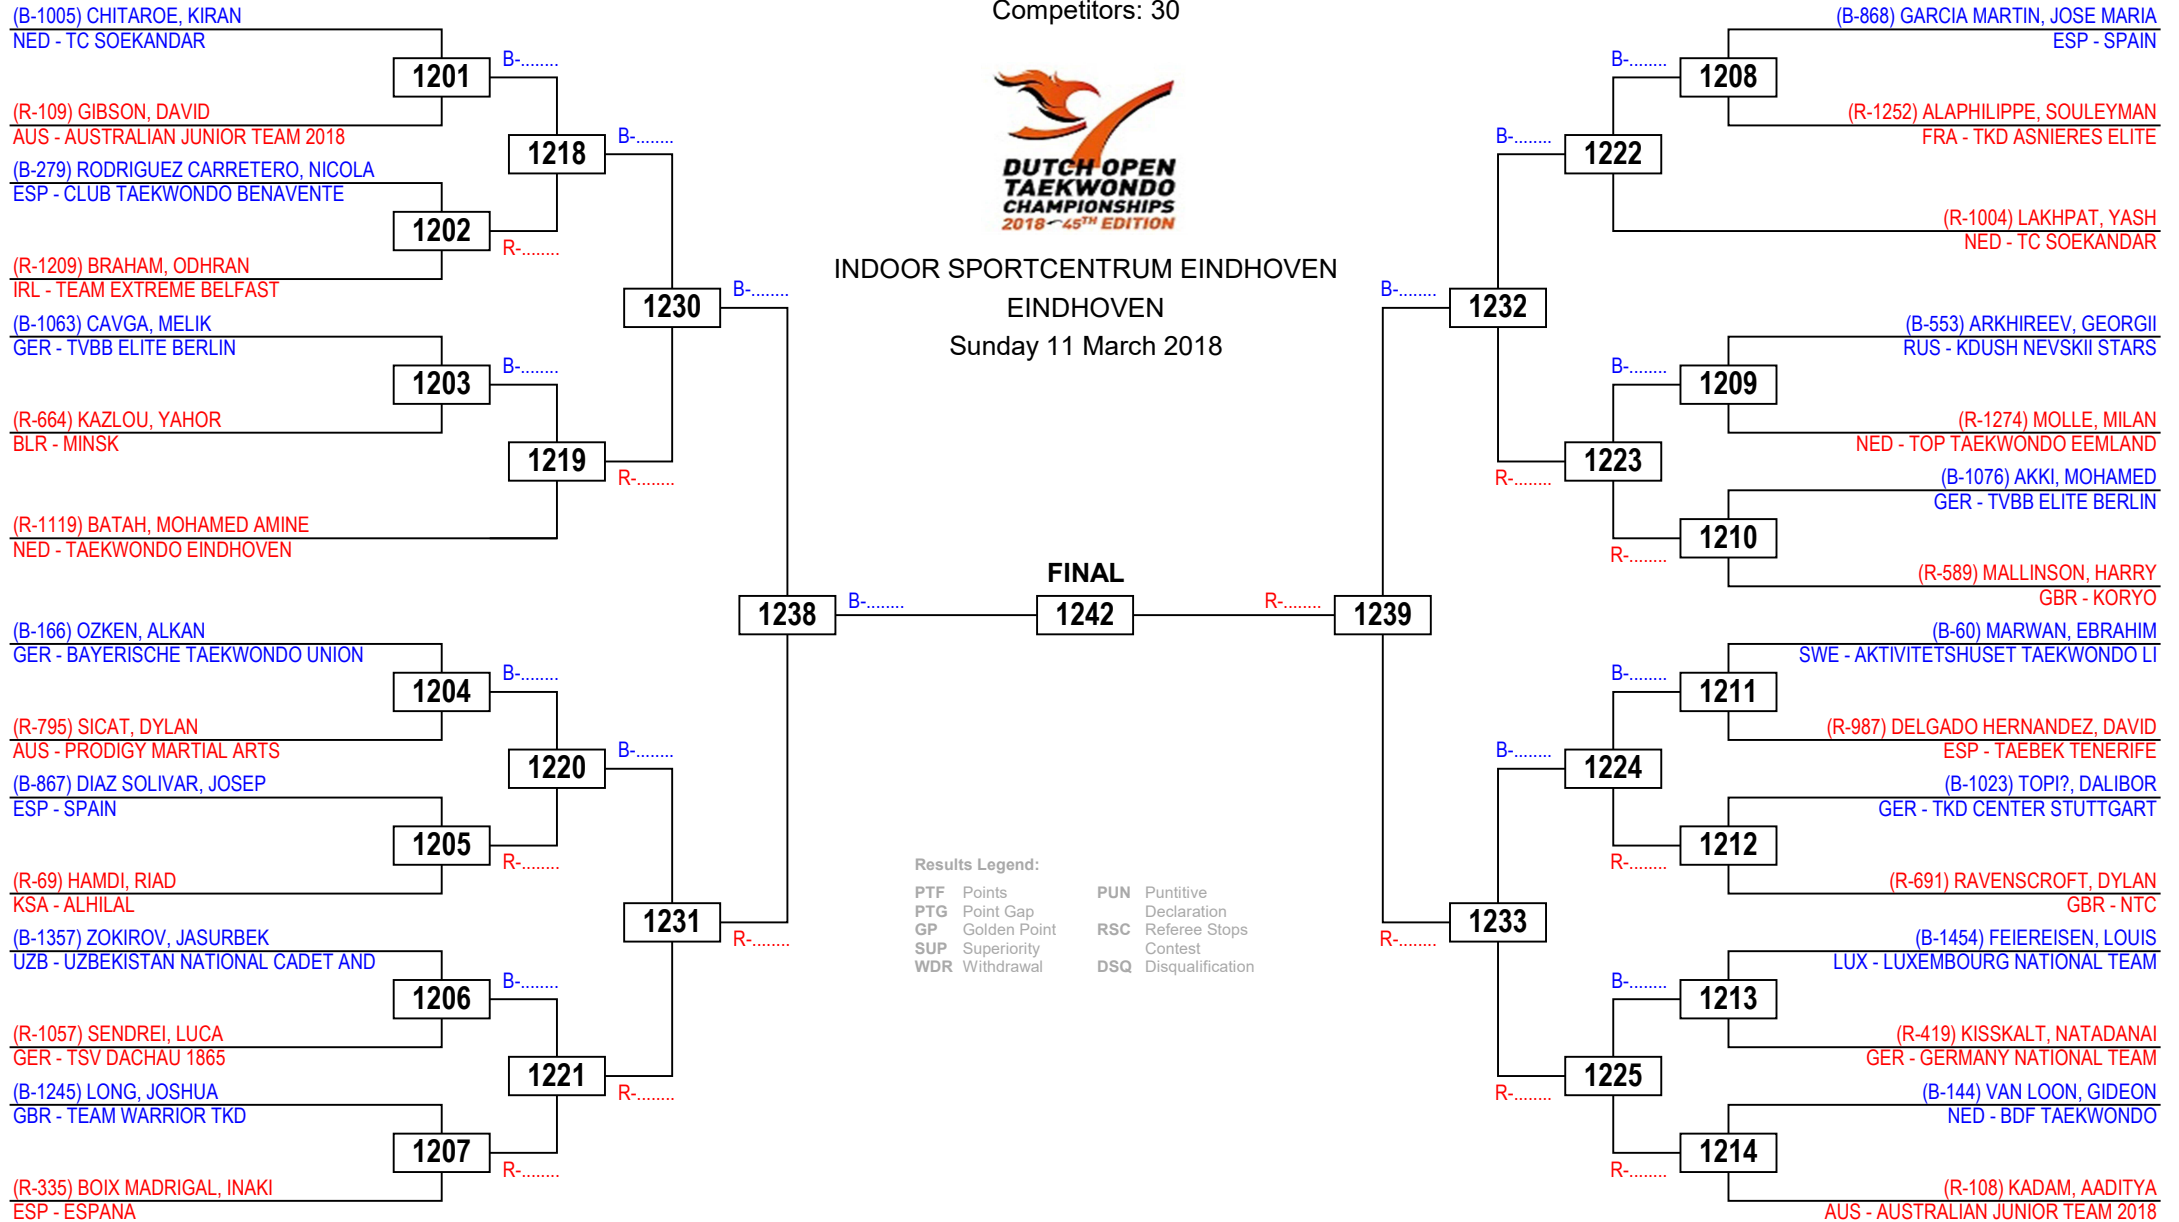 Competitors: 30
DUTCH OPEN
TAEKWONDO
CHAMPIONSHIPS
2018 45TH EDITION
INDOOR SPORTCENTRUM EINDHOVEN
EINDHOVEN
Sunday 11 March 2018
(B-1005) CHITAROE, KIRAN
NED - TC SOEKANDAR
1201
B-........
(R-109) GIBSON, DAVID
AUS - AUSTRALIAN JUNIOR TEAM 2018
1218
B-........
(B-279) RODRIGUEZ CARRETERO, NICOLA
ESP - CLUB TAEKWONDO BENAVENTE
1202
R-........
(R-1209) BRAHAM, ODHRAN
IRL - TEAM EXTREME BELFAST
1230
B-........
(B-1063) CAVGA, MELIK
GER - TVBB ELITE BERLIN
1203
B-........
(R-664) KAZLOU, YAHOR
BLR - MINSK
1219
R-........
(R-1119) BATAH, MOHAMED AMINE
NED - TAEKWONDO EINDHOVEN
1238
B-........
(B-166) OZKEN, ALKAN
GER - BAYERISCHE TAEKWONDO UNION
1204
B-........
(R-795) SICAT, DYLAN
AUS - PRODIGY MARTIAL ARTS
1220
B-........
(B-867) DIAZ SOLIVAR, JOSEP
ESP - SPAIN
1205
R-........
(R-69) HAMDI, RIAD
KSA - ALHILAL
1231
R-........
(B-1357) ZOKIROV, JASURBEK
UZB - UZBEKISTAN NATIONAL CADET AND
1206
B-........
(R-1057) SENDREI, LUCA
GER - TSV DACHAU 1865
1221
R-........
(B-1245) LONG, JOSHUA
GBR - TEAM WARRIOR TKD
1207
R-........
(R-335) BOIX MADRIGAL, INAKI
ESP - ESPANA
FINAL
1242
Results Legend:
PTF Points
PTG Point Gap
GP Golden Point
SUP Superiority
WDR Withdrawal
PUN Puntitive
Declaration
RSC Referee Stops
Contest
DSQ Disqualification
(B-868) GARCIA MARTIN, JOSE MARIA
ESP - SPAIN
B-........
1208
(R-1252) ALAPHILIPPE, SOULEYMAN
FRA - TKD ASNIERES ELITE
B-........
1222
(R-1004) LAKHPAT, YASH
NED - TC SOEKANDAR
B-........
1232
(B-553) ARKHIREEV, GEORGII
RUS - KDUSH NEVSKII STARS
B-........
1209
(R-1274) MOLLE, MILAN
NED - TOP TAEKWONDO EEMLAND
R-........
1223
(B-1076) AKKI, MOHAMED
GER - TVBB ELITE BERLIN
R-........
1210
(R-589) MALLINSON, HARRY
GBR - KORYO
R-........
1239
(B-60) MARWAN, EBRAHIM
SWE - AKTIVITETSHUSET TAEKWONDO LI
B-........
1211
(R-987) DELGADO HERNANDEZ, DAVID
ESP - TAEBEK TENERIFE
B-........
1224
(B-1023) TOPI?, DALIBOR
GER - TKD CENTER STUTTGART
R-........
1212
(R-691) RAVENSCROFT, DYLAN
GBR - NTC
R-........
1233
(B-1454) FEIEREISEN, LOUIS
LUX - LUXEMBOURG NATIONAL TEAM
B-........
1213
(R-419) KISSKALT, NATADANAI
GER - GERMANY NATIONAL TEAM
R-........
1225
(B-144) VAN LOON, GIDEON
NED - BDF TAEKWONDO
R-........
1214
(R-108) KADAM, AADITYA
AUS - AUSTRALIAN JUNIOR TEAM 2018